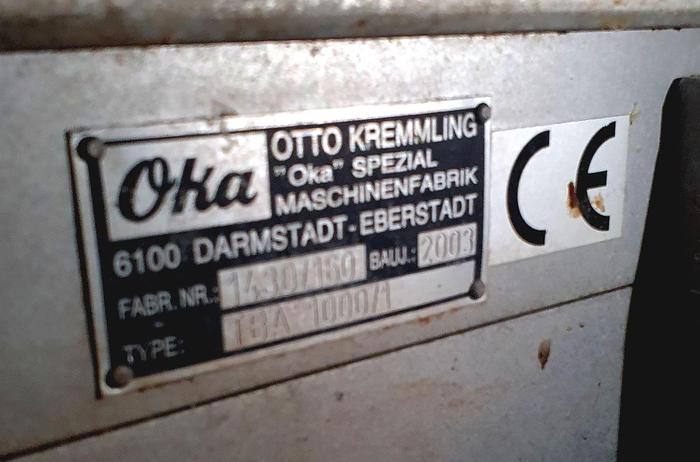 Oka
OTTO KREMMLING
"Oka" SPEZIAL
MASCHINENFABRIK
6100 DARMSTADT-EBERSTADT
FABR. NR.: 1430/160 BAUJ.: 2003
TYPE: TSA 1000/1
CE